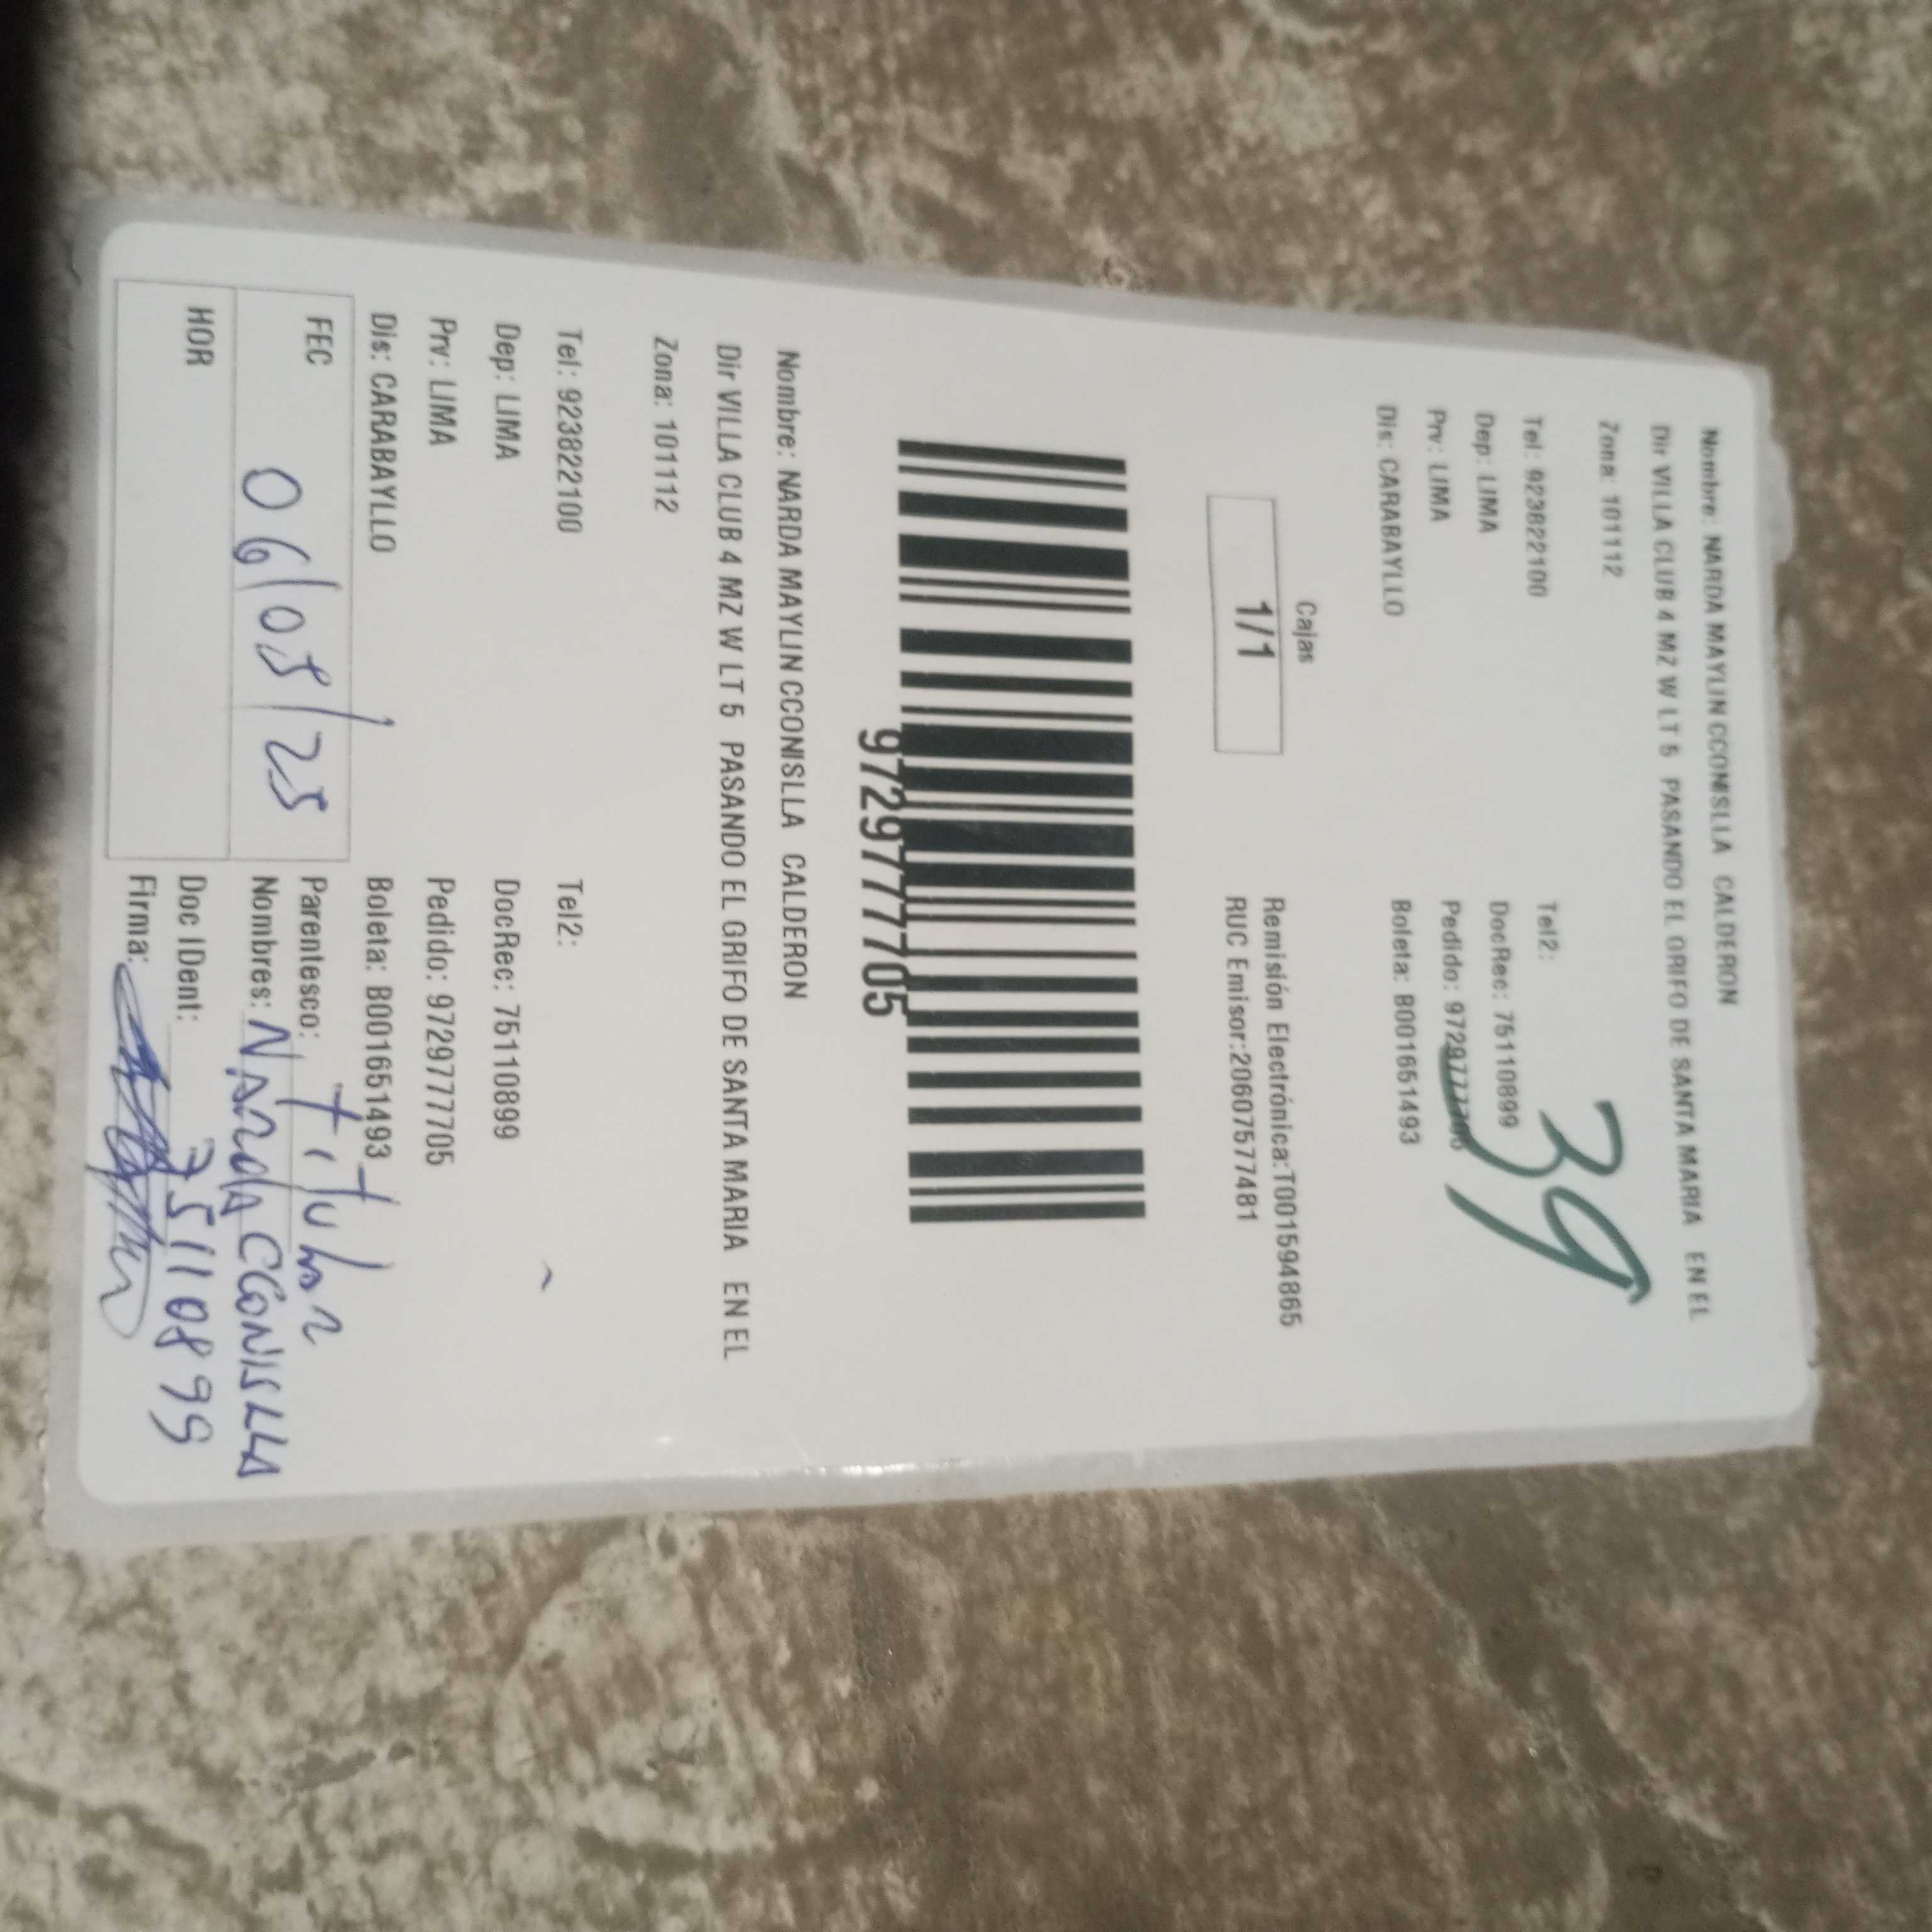 Nombre: NARDA MAYLIN CCONISLLA CALDERON
Dir VILLA CLUB 4 MZ W LT 5 PASANDO EL GRIFO DE SANTA MARIA EN EL
Zona: 101112
39
Tel: 923822100 Tel2:
Dep: LIMA DocRec: 75110899
Prv: LIMA Pedido: 9729777705
Dis: CARABAYLLO Boleta: B001651493
Cajas
1/1
Remisión Electrónica:T001594865
RUC Emisor:20607577481
9729777705
Nombre: NARDA MAYLIN CCONISLLA CALDERON
Dir VILLA CLUB 4 MZ W LT 5 PASANDO EL GRIFO DE SANTA MARIA EN EL
Zona: 101112
Tel: 923822100 Tel2:
Dep: LIMA DocRec: 75110899
Prv: LIMA Pedido: 9729777705
Dis: CARABAYLLO Boleta: B001651493
FEC 06/05/25
HOR
Parentesco: Titular
Nombres: NARDA CCONISLLA
Doc IDent: 75110899
Firma: